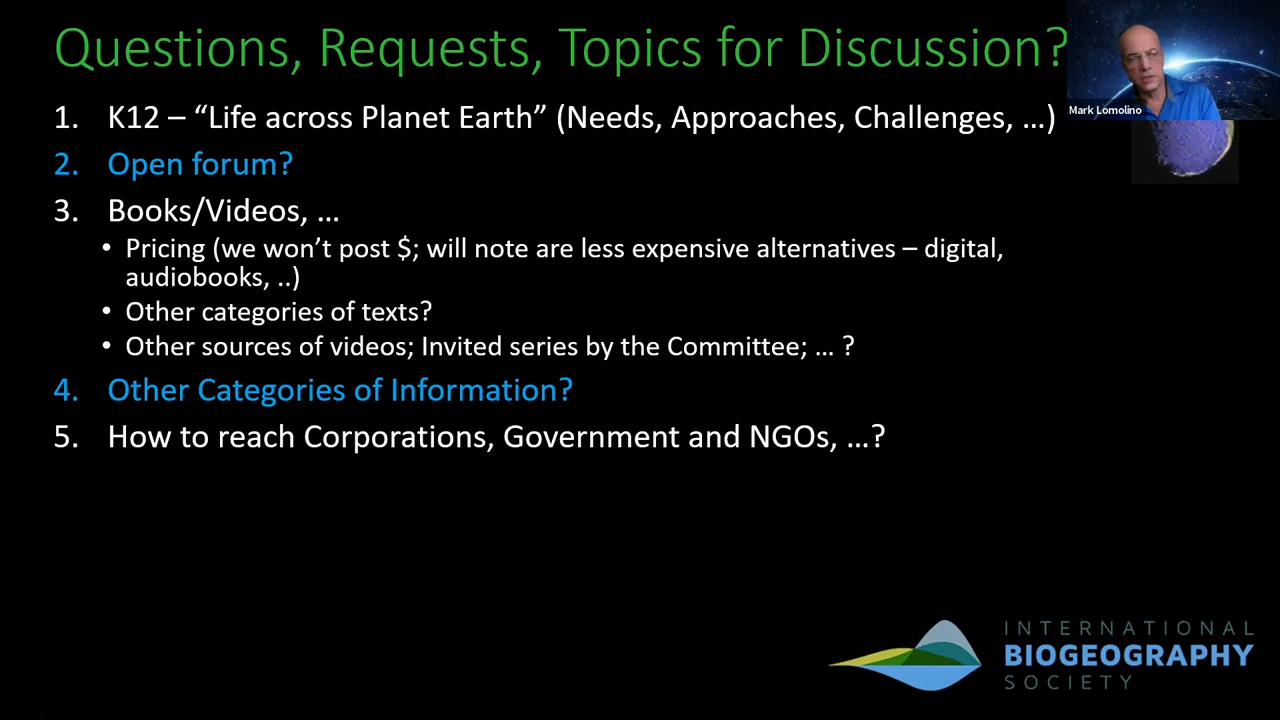 Questions, Requests, Topics for Discussion?
Mark Lomolino
1. K12 – “Life across Planet Earth” (Needs, Approaches, Challenges, …)
2. Open forum?
3. Books/Videos, …
• Pricing (we won’t post $; will note are less expensive alternatives – digital,
audiobooks, ..)
• Other categories of texts?
• Other sources of videos; Invited series by the Committee; … ?
4. Other Categories of Information?
5. How to reach Corporations, Government and NGOs, …?
INTERNATIONAL
BIOGEOGRAPHY
SOCIETY